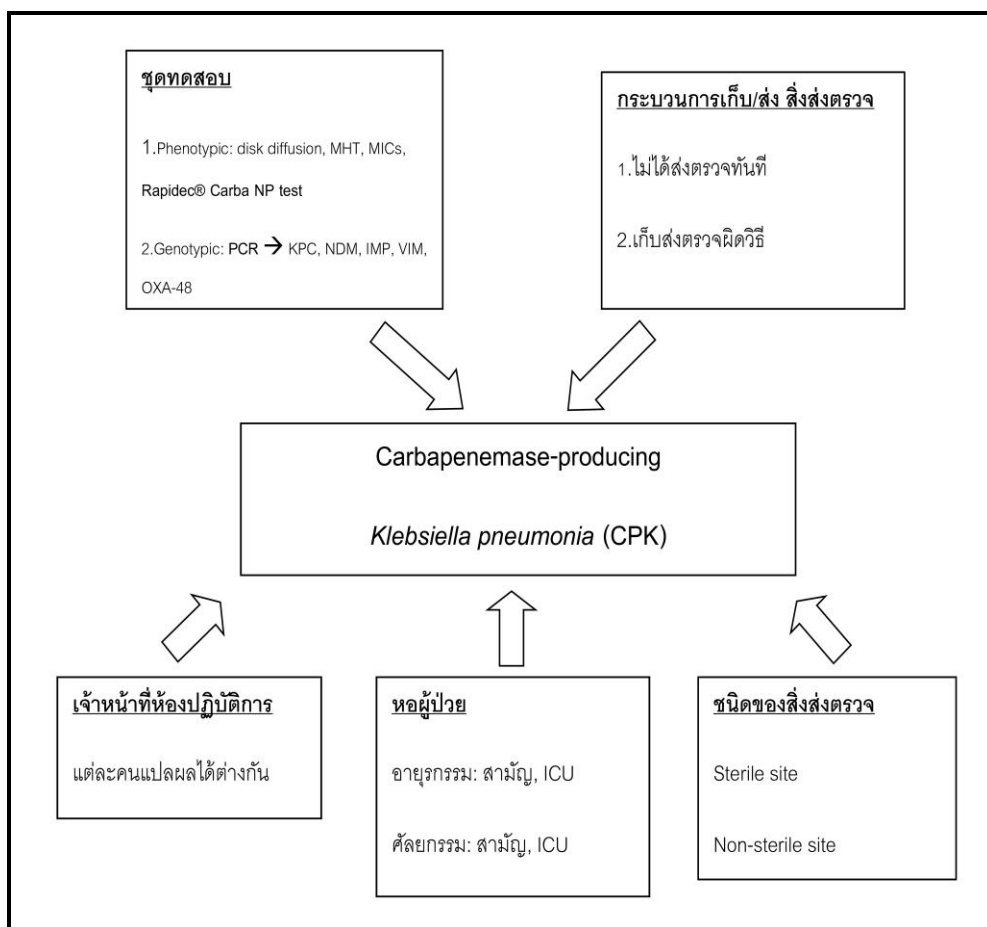 ชุดทดสอบ
1.Phenotypic: disk diffusion, MHT, MICs,
Rapidec® Carba NP test
2.Genotypic: PCR → KPC, NDM, IMP, VIM,
OXA-48
กระบวนการเก็บ/ส่ง สิ่งส่งตรวจ
1.ไม่ได้ส่งตรวจทันที
2.เก็บส่งตรวจผิดวิธี
Carbapenemase-producing
Klebsiella pneumonia (CPK)
เจ้าหน้าที่ห้องปฏิบัติการ
แต่ละคนแปลผลได้ต่างกัน
หอผู้ป่วย
อายุรกรรม: สามัญ, ICU
ศัลยกรรม: สามัญ, ICU
ชนิดของสิ่งส่งตรวจ
Sterile site
Non-sterile site